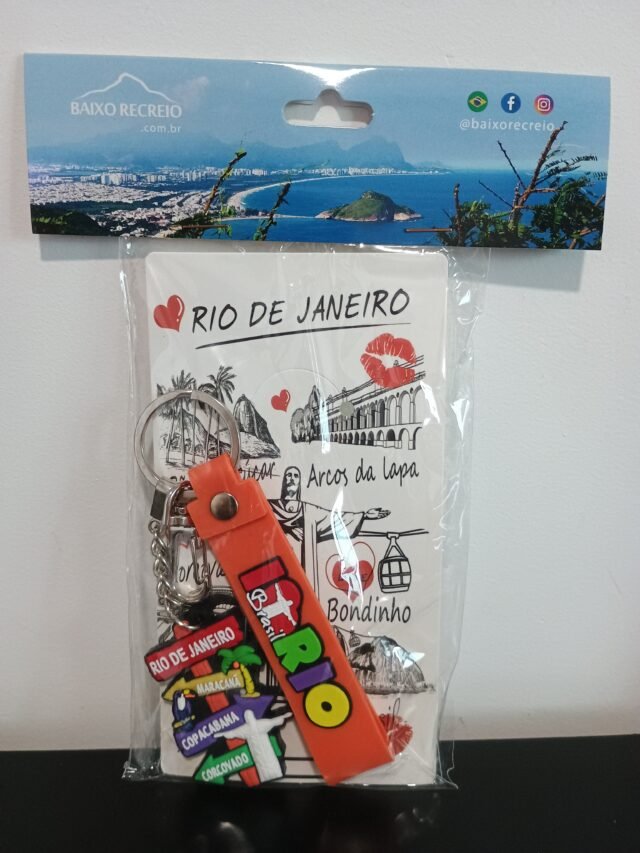 BAIXO RECREIO
.com.br
@baixorecreio
RIO DE JANEIRO
Arcos da lapa
Bondinho
I RIO
Brasil
RIO DE JANEIRO
MARACANÃ
COPACABANA
CORCOVADO